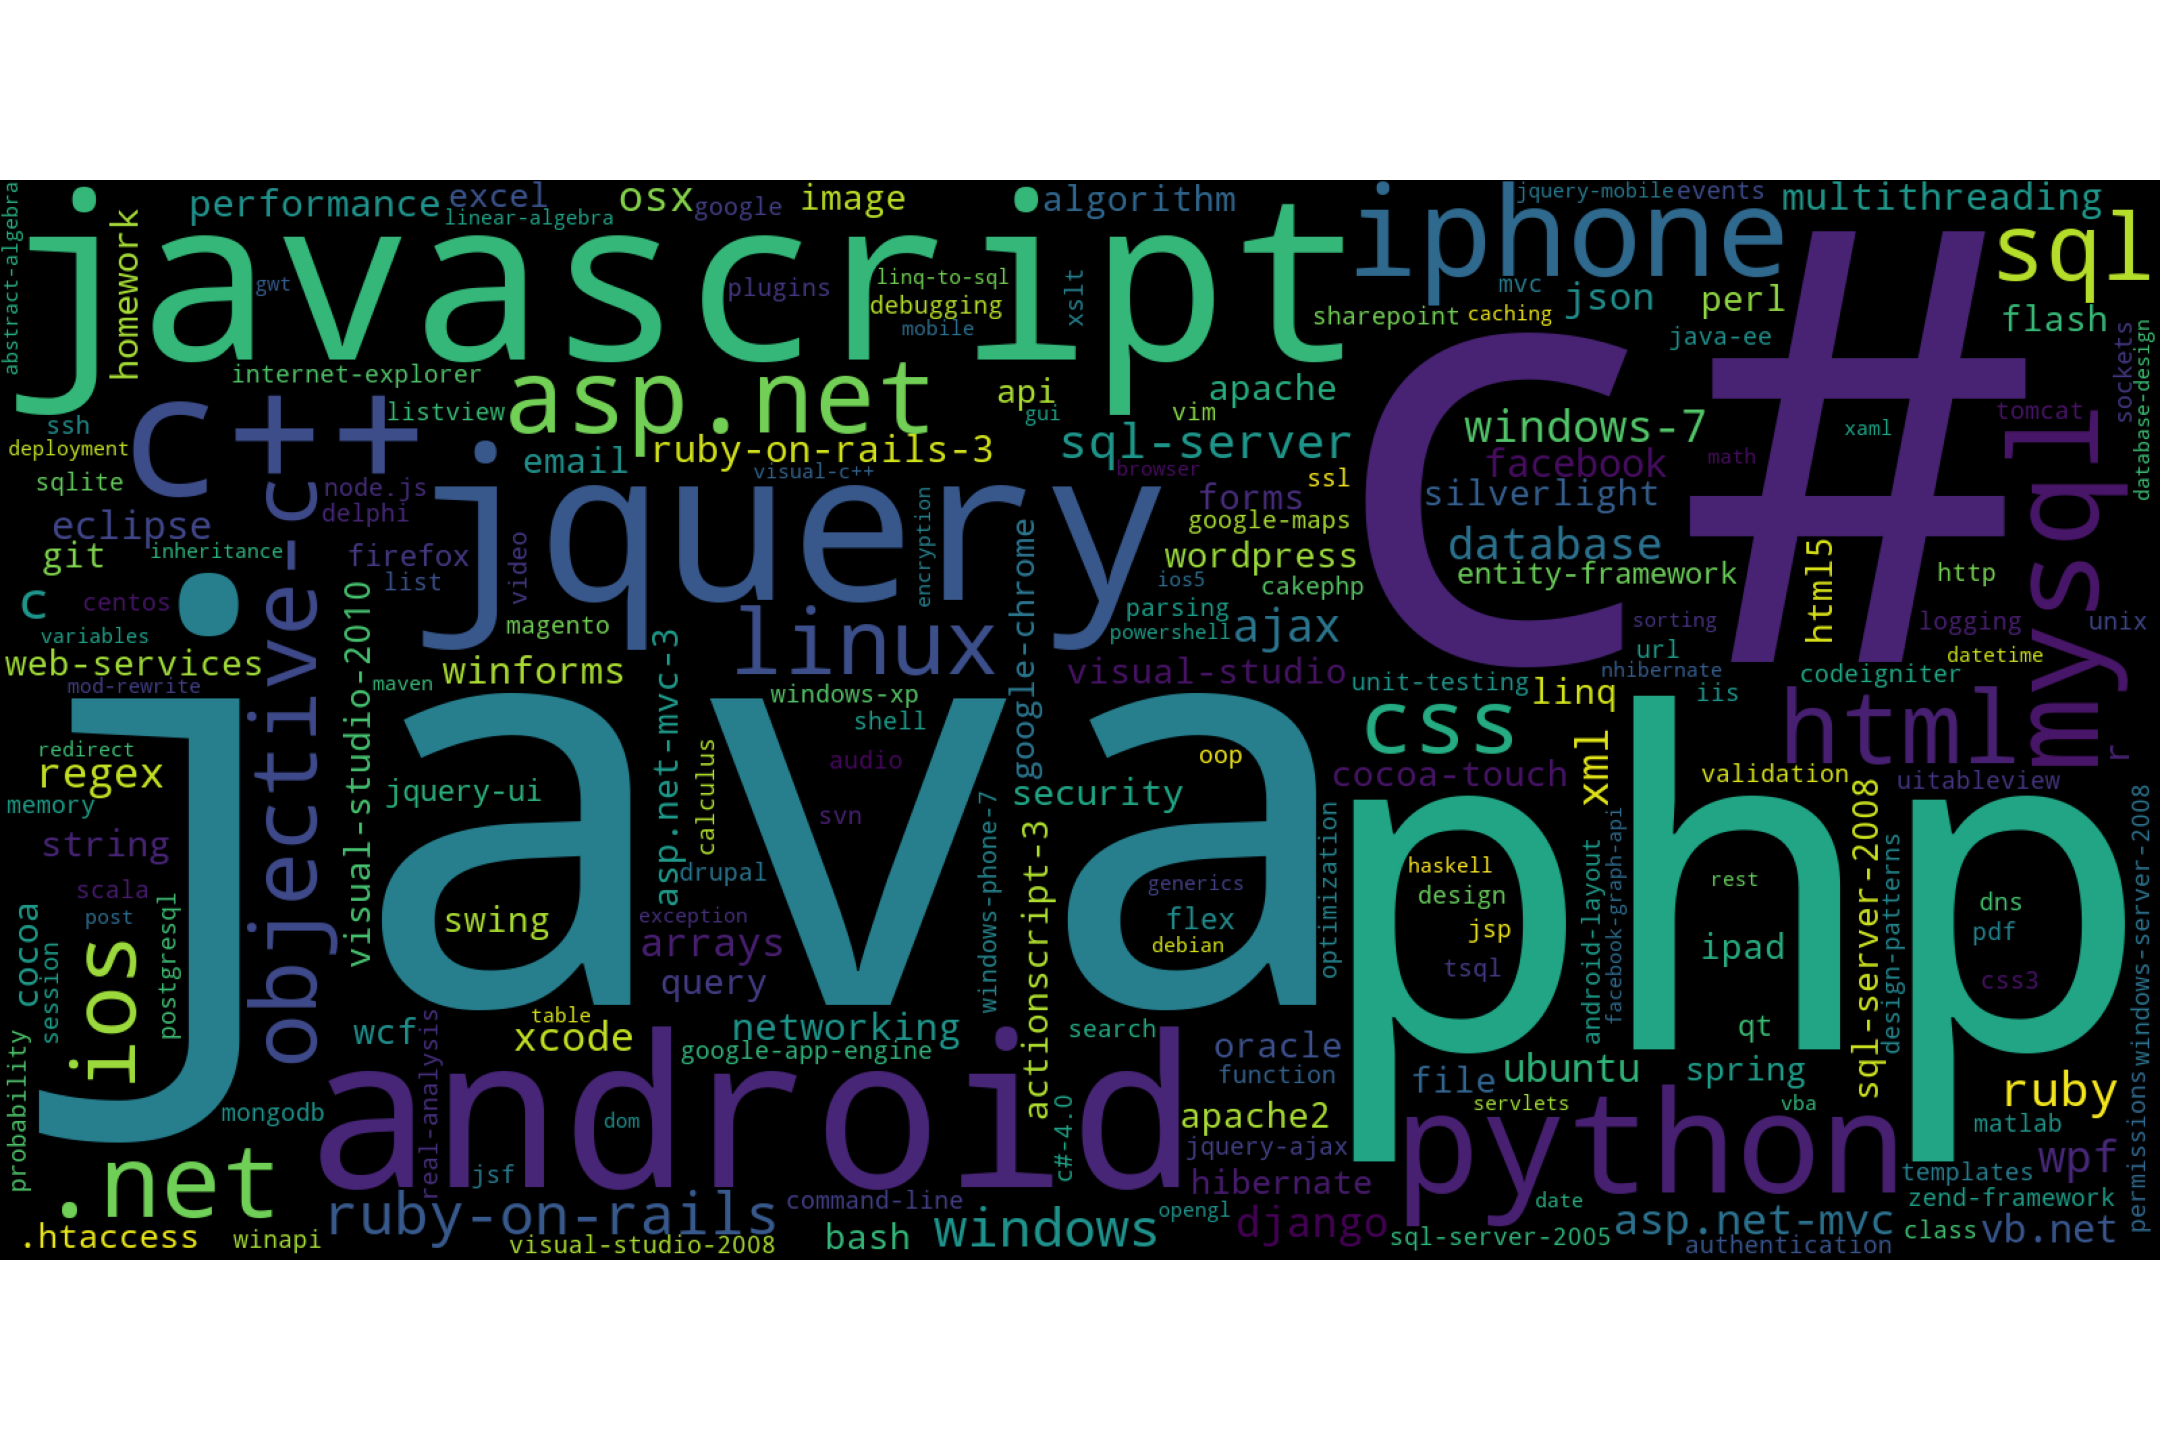 javascript
performance
excel
linear-algebra
osx
google
image
algorithm
iphone
jquery-mobile
events
multithreading
sql
abstract-algebra
homework
gwt
plugins
linq-to-sql
debugging
mobile
xslt
sharepoint
caching
mvc
json
perl
java-ee
flash
C#
internet-explorer
asp.net
api
gui
apache
vim
sockets
database-design
c++
listview
ssh
deployment
sqlite
email
ruby-on-rails-3
visual-c++
sql-server
browser
ssl
windows-7
facebook
math
xaml
tomcat
mysql
node.js
delphi
jquery
forms
silverlight
google-maps
eclipse
git
inheritance
firefox
list
video
encryption
google-chrome
wordpress
ios5
cakephp
database
entity-framework
html5
http
c
centos
variables
objective-c
visual-studio-2010
magento
linux
parsing
powershell
ajax
sorting
url
logging
unix
web-services
mod-rewrite
maven
winforms
asp.net-mvc-3
windows-xp
shell
visual-studio
unit-testing
linq
nhibernate
iis
datetime
codeigniter
java
css
html
r
redirect
regex
memory
jquery-ui
calculus
audio
svn
oop
security
cocoa-touch
xml
validation
uitableview
php
string
scala
post
postgresql
drupal
windows-phone-7
actionscript-3
optimization
generics
flex
debian
haskell
design
jsp
tsql
android-layout
facebook-graph-api
rest
ipad
qt
sql-server-2008
design-patterns
dns
pdf
css3
windows-server-2008
cocoa
session
ios
swing
exception
arrays
query
table
wcf
xcode
real-analysis
networking
google-app-engine
search
oracle
function
file
ubuntu
spring
servlets
vba
ruby
matlab
permissions
probability
mongodb
android
dom
c#-4.0
apache2
jquery-ajax
python
wpf
templates
zend-framework
.net
jsf
hibernate
date
ruby-on-rails
command-line
opengl
.htaccess
winapi
visual-studio-2008
bash
windows
django
sql-server-2005
asp.net-mvc
authentication
class
vb.net